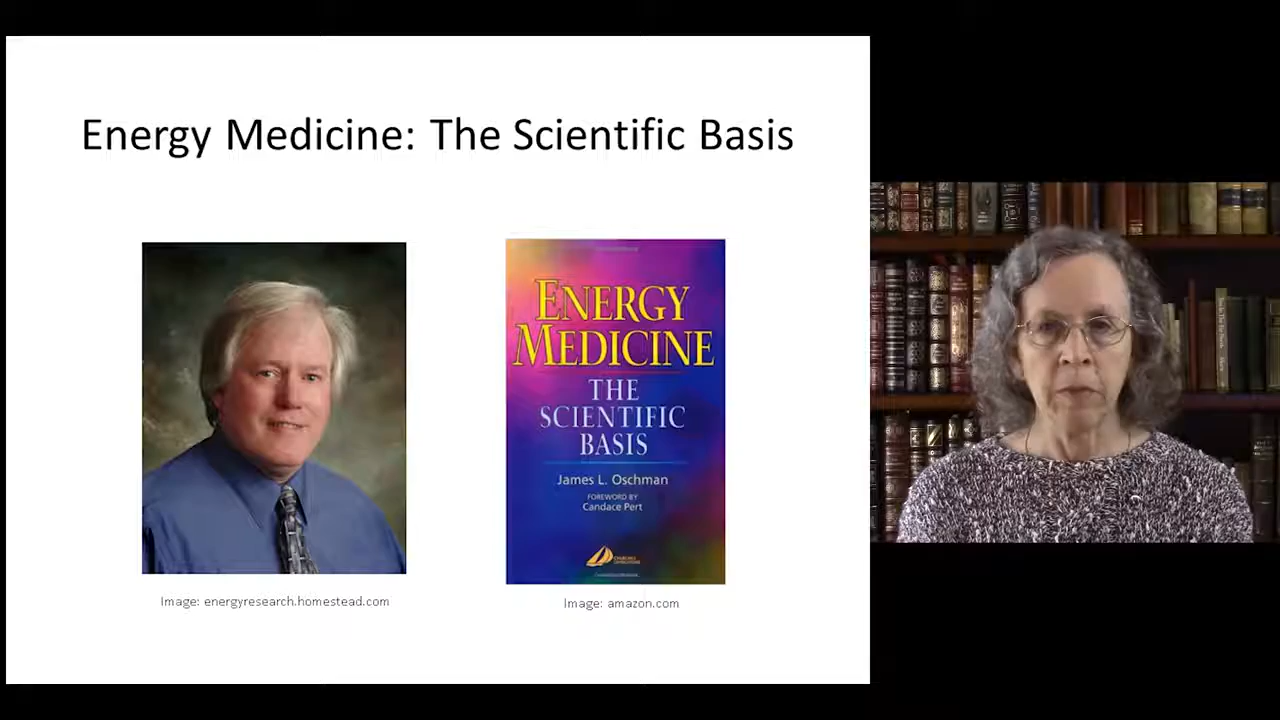 Energy Medicine: The Scientific Basis
ENERGY
MEDICINE
THE
SCIENTIFIC
BASIS
James L. Oschman
FOREWORD BY
Candace Pert
Image: energyresearch.homestead.com
Image: amazon.com